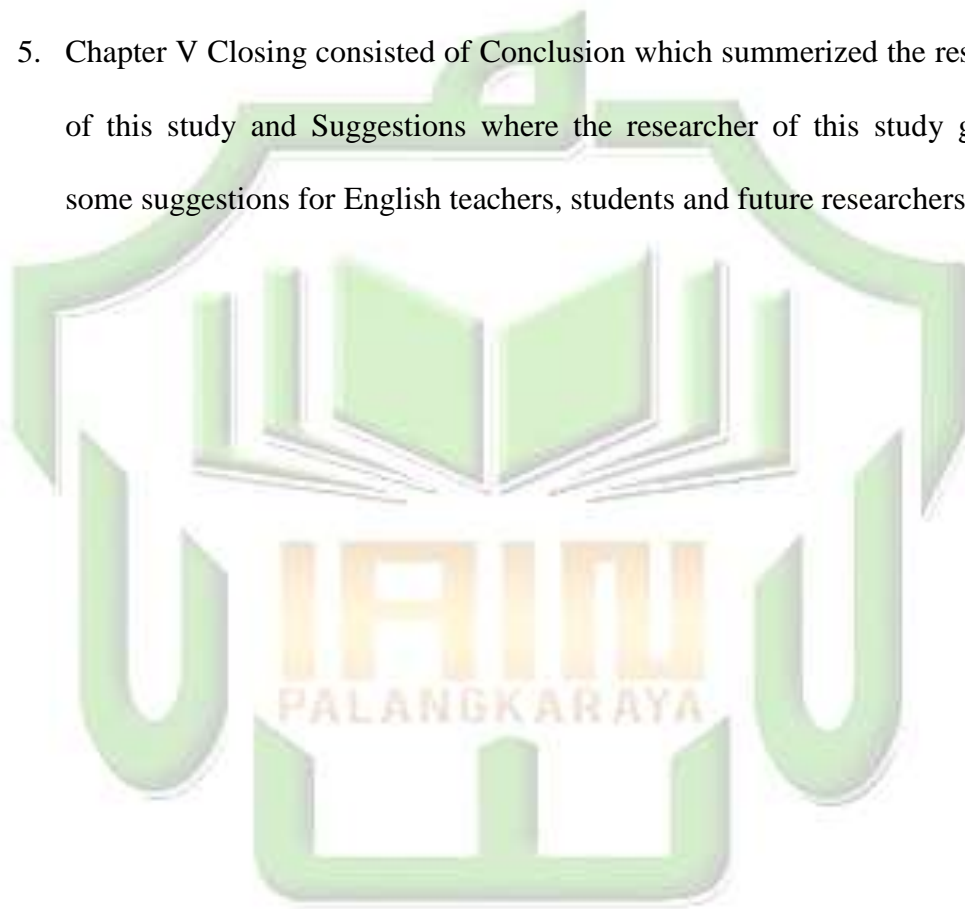 5. Chapter V Closing consisted of Conclusion which summerized the res
of this study and Suggestions where the researcher of this study g
some suggestions for English teachers, students and future researchers
IAIN
PALANGKARAYA